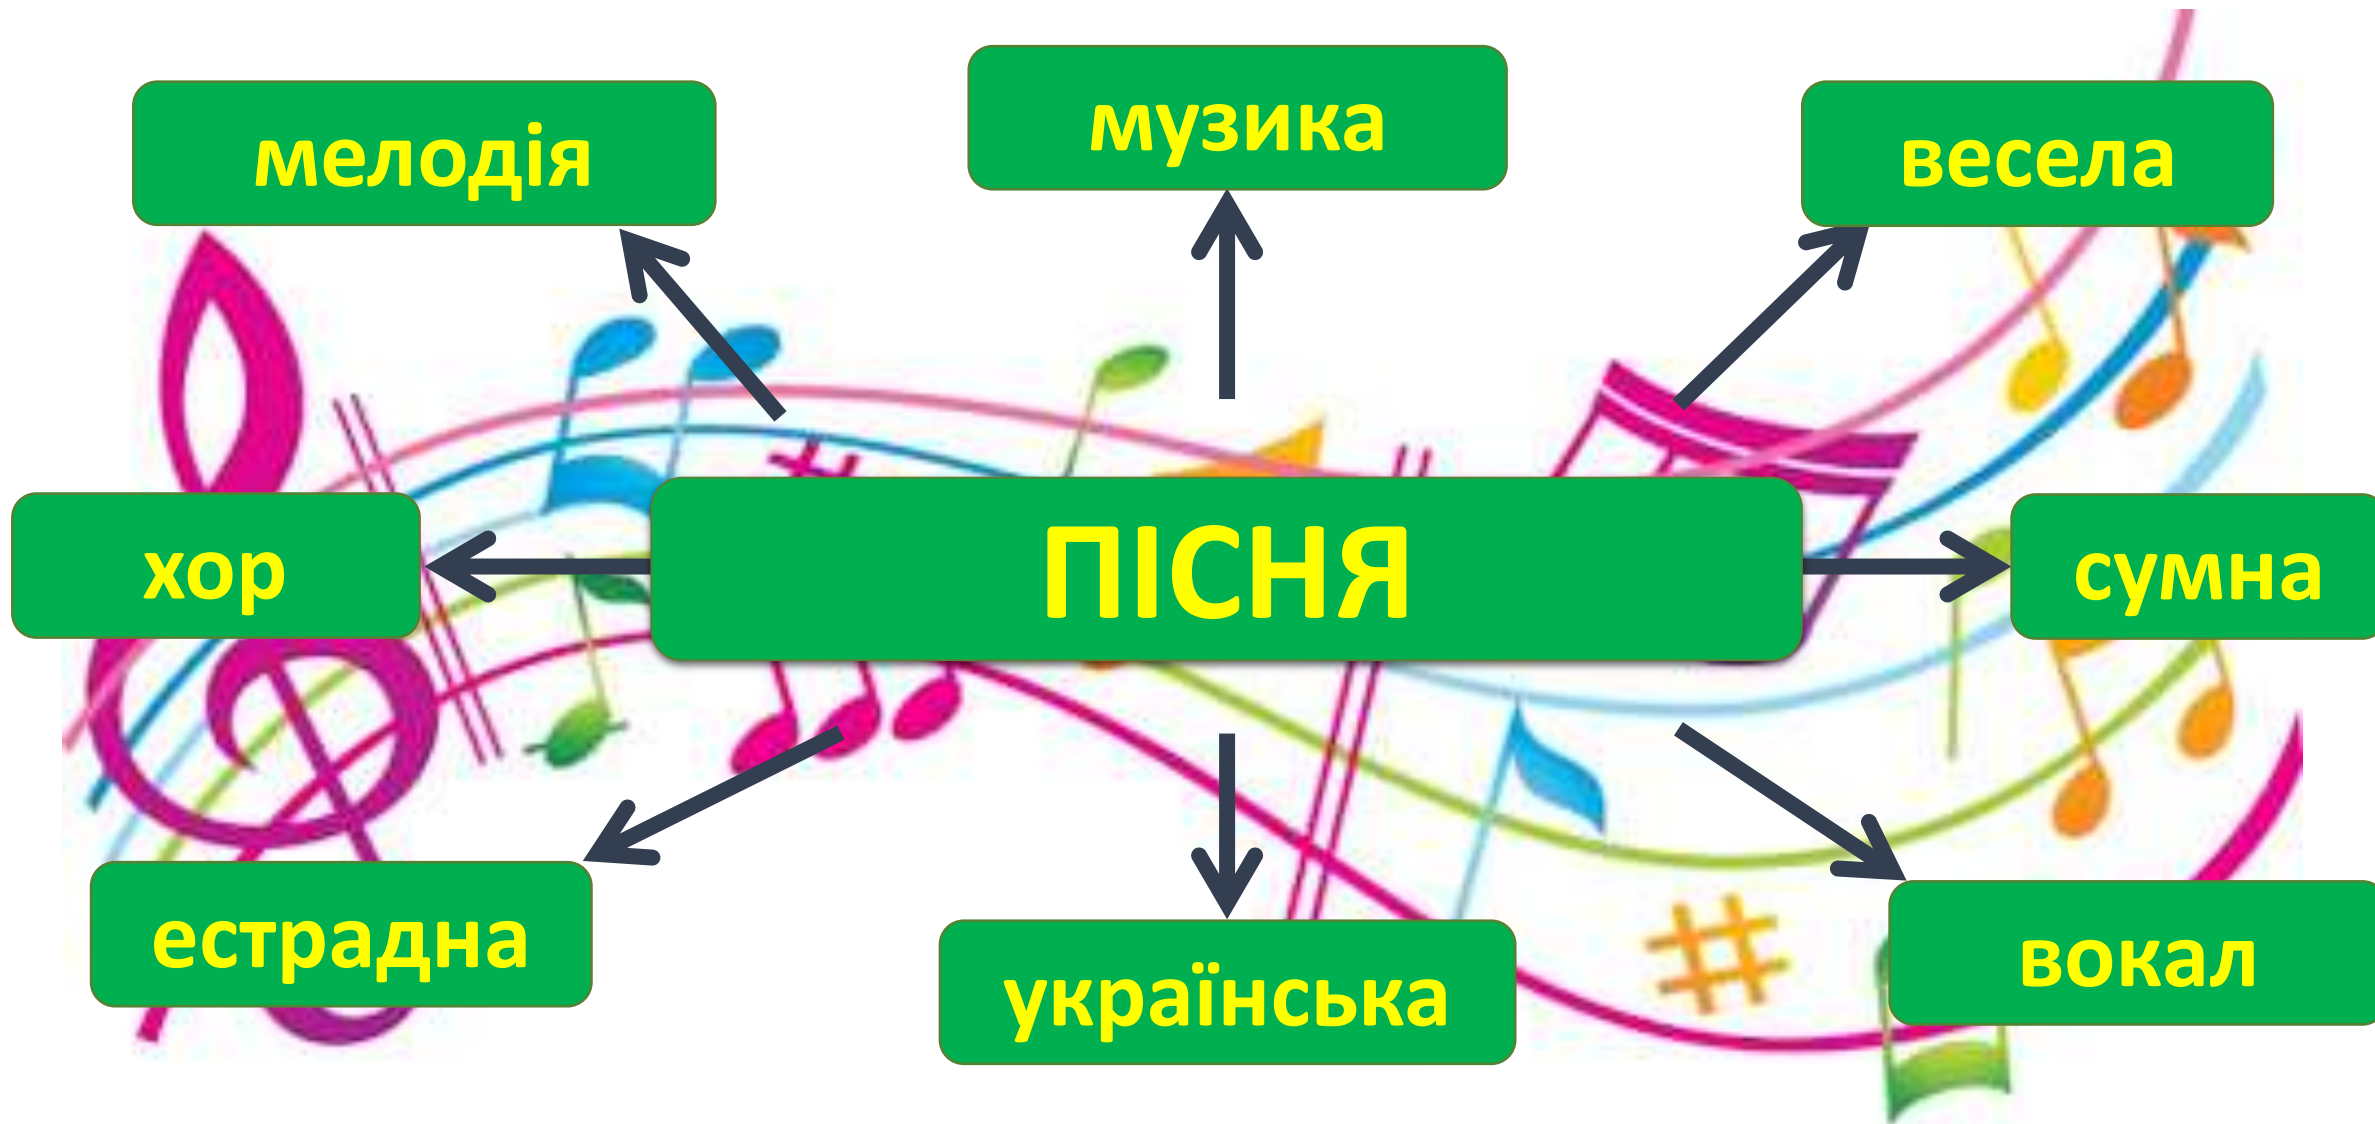 мелодія
музика
весела
хор
ПІСНЯ
сумна
естрадна
українська
вокал